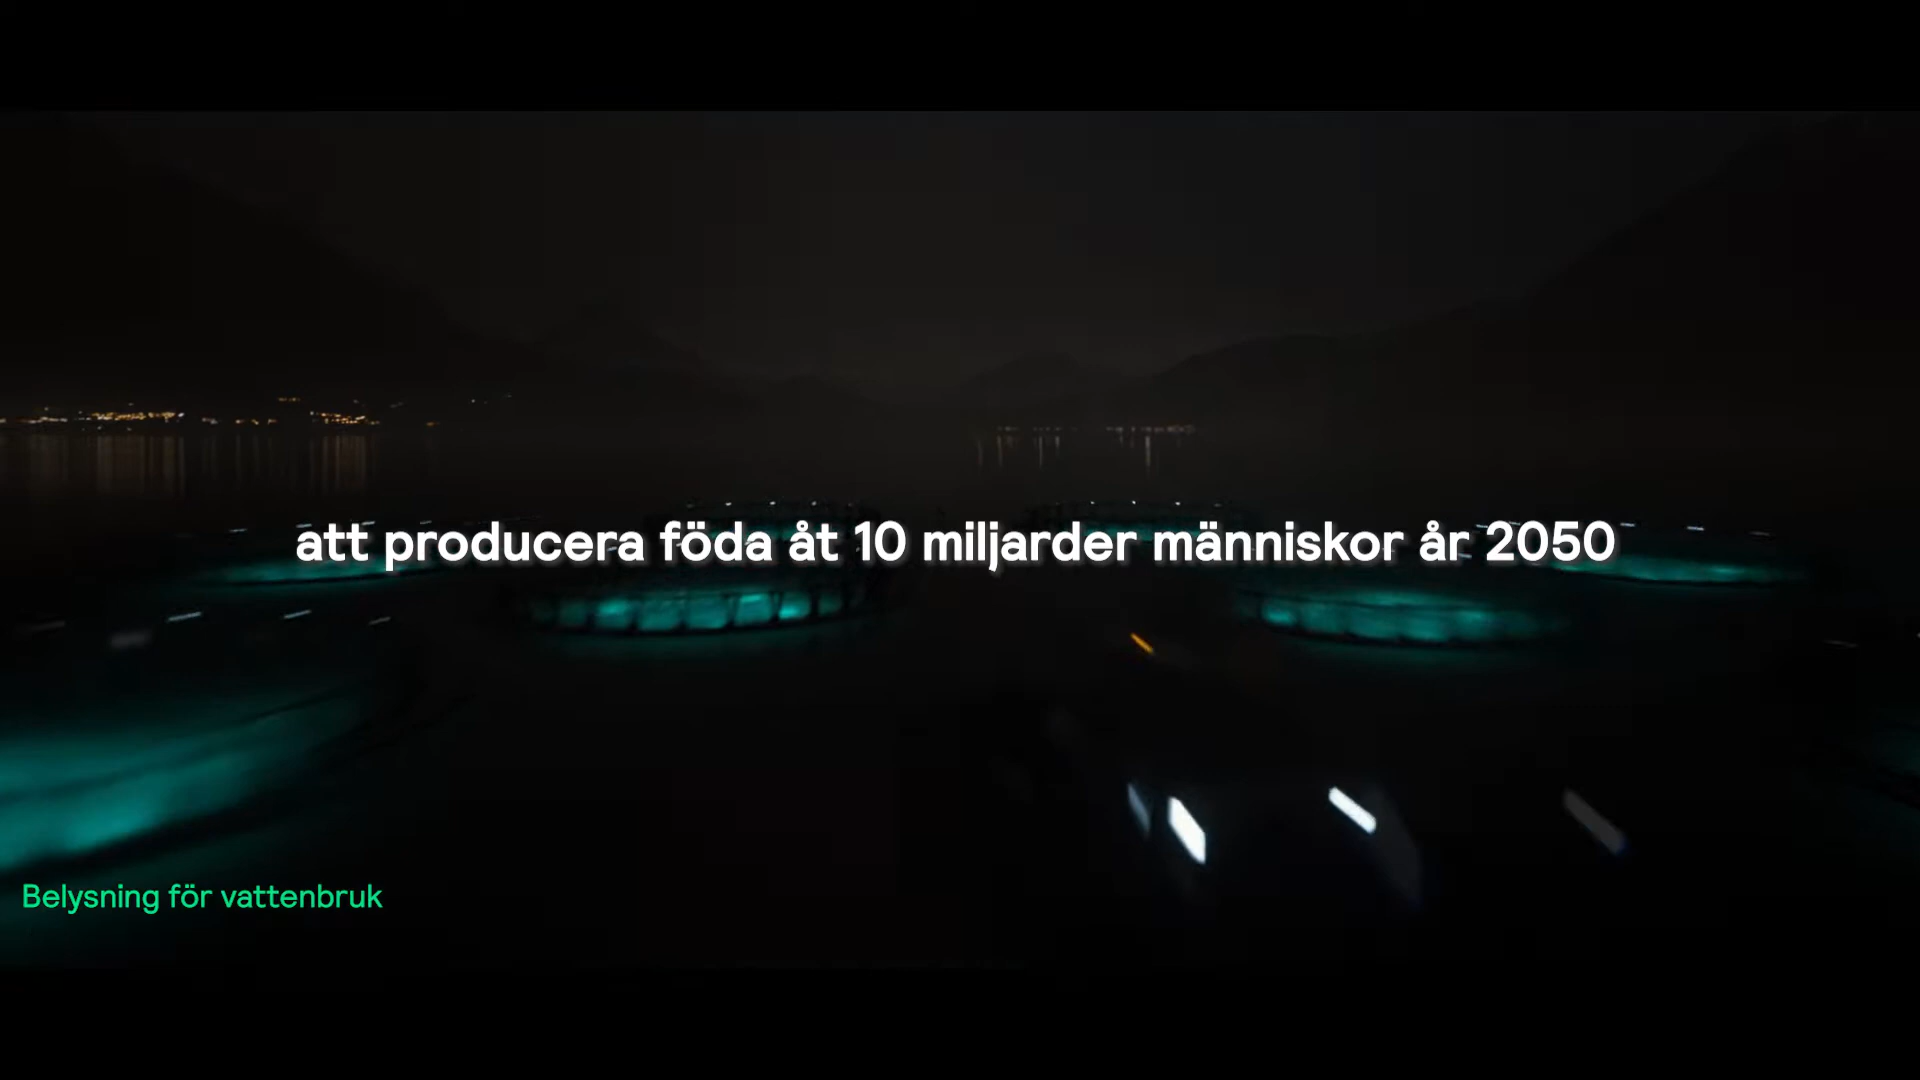 att producera föda åt 10 miljarder människor år 2050
Belysning för vattenbruk